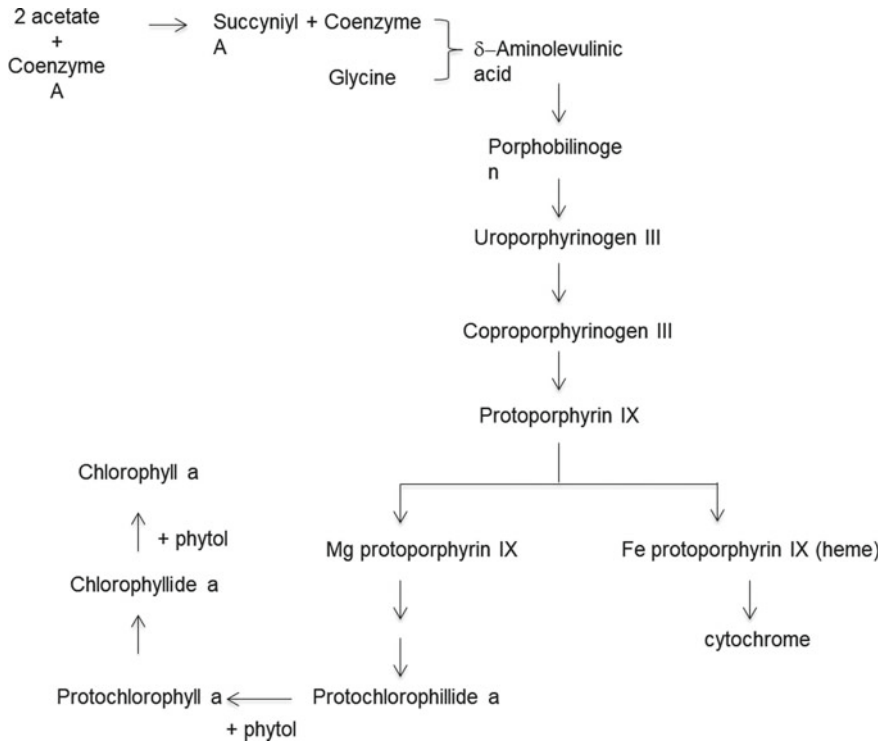 2 acetate
+
Coenzyme
A
Succyniyl + Coenzyme
A
Glycine
δ–Aminolevulinic
acid
Porphobilinoge
n
Uroporphyrinogen III
Coproporphyrinogen III
Protoporphyrin IX
Mg protoporphyrin IX
Fe protoporphyrin IX (heme)
cytochrome
Protochlorophillide a
+ phytol
Protochlorophyll a
Chlorophyllide a
+ phytol
Chlorophyll a